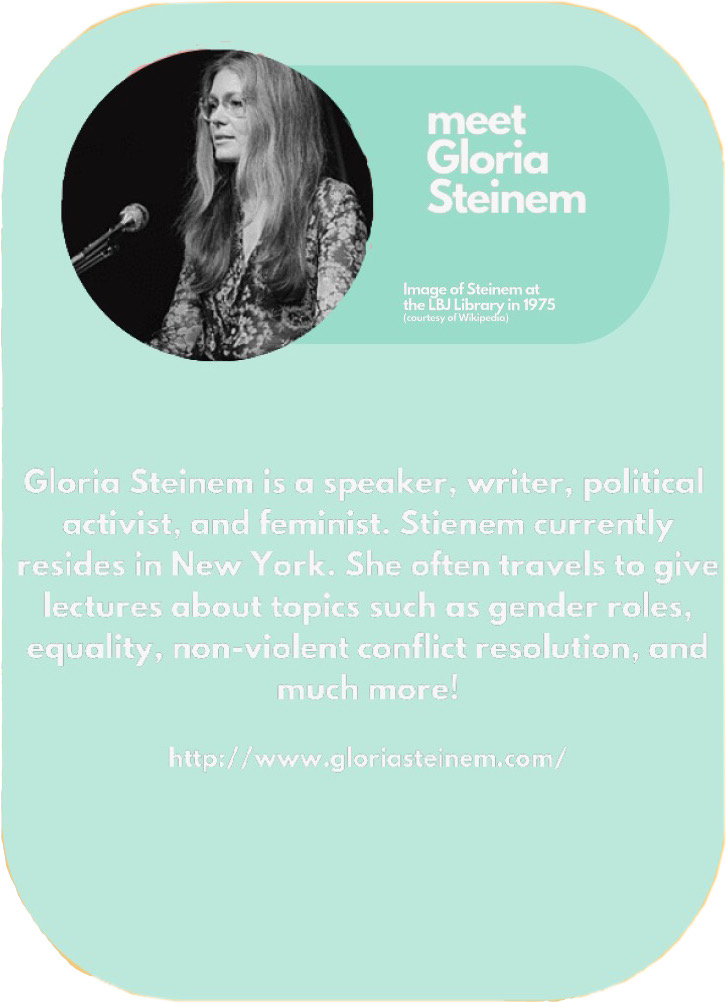 meet
Gloria
Steinem
Image of Steinem at
the LBJ Library in 1975
(courtesy of Wikipedia)
Gloria Steinem is a speaker, writer, political
activist, and feminist. Stienem currently
resides in New York. She often travels to give
lectures about topics such as gender roles,
equality, non-violent conflict resolution, and
much more!
http://www.gloriasteinem.com/